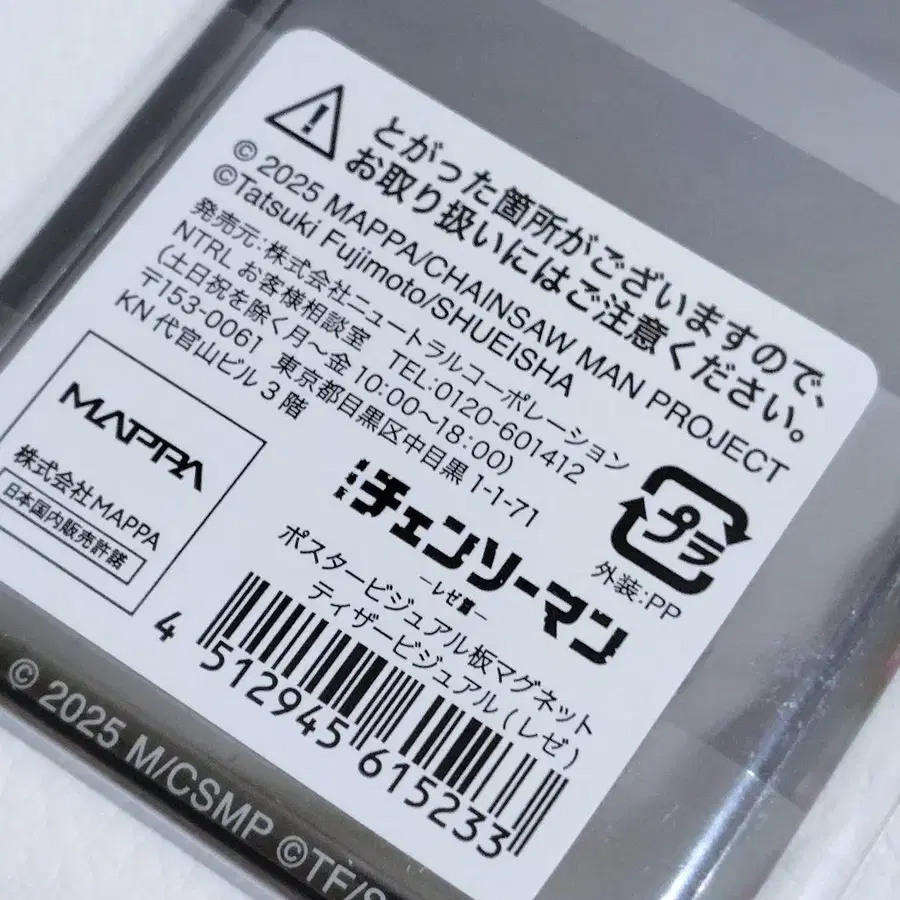 とがった箇所がございますので、
お取り扱いにはご注意ください。
© 2025 MAPPA/CHAINSAW MAN PROJECT
©Tatsuki Fujimoto/SHUEISHA
発売元:株式会社ニュートラルコーポレーション
NTRL お客様相談室 TEL:0120-601412
(土日祝を除く月〜金 10:00〜18:00)
〒153-0061 東京都目黒区中目黒 1-1-71
KN 代官山ビル 3 階
MAPPA
株式会社MAPPA
日本国内販売許諾
プラ
外装:PP
チェンソーマン
レゼ篇
ポスタービジュアル板マグネット
ティザービジュアル(レゼ)
4 512945 615233
© 2025 M/CSMP ©TF/S